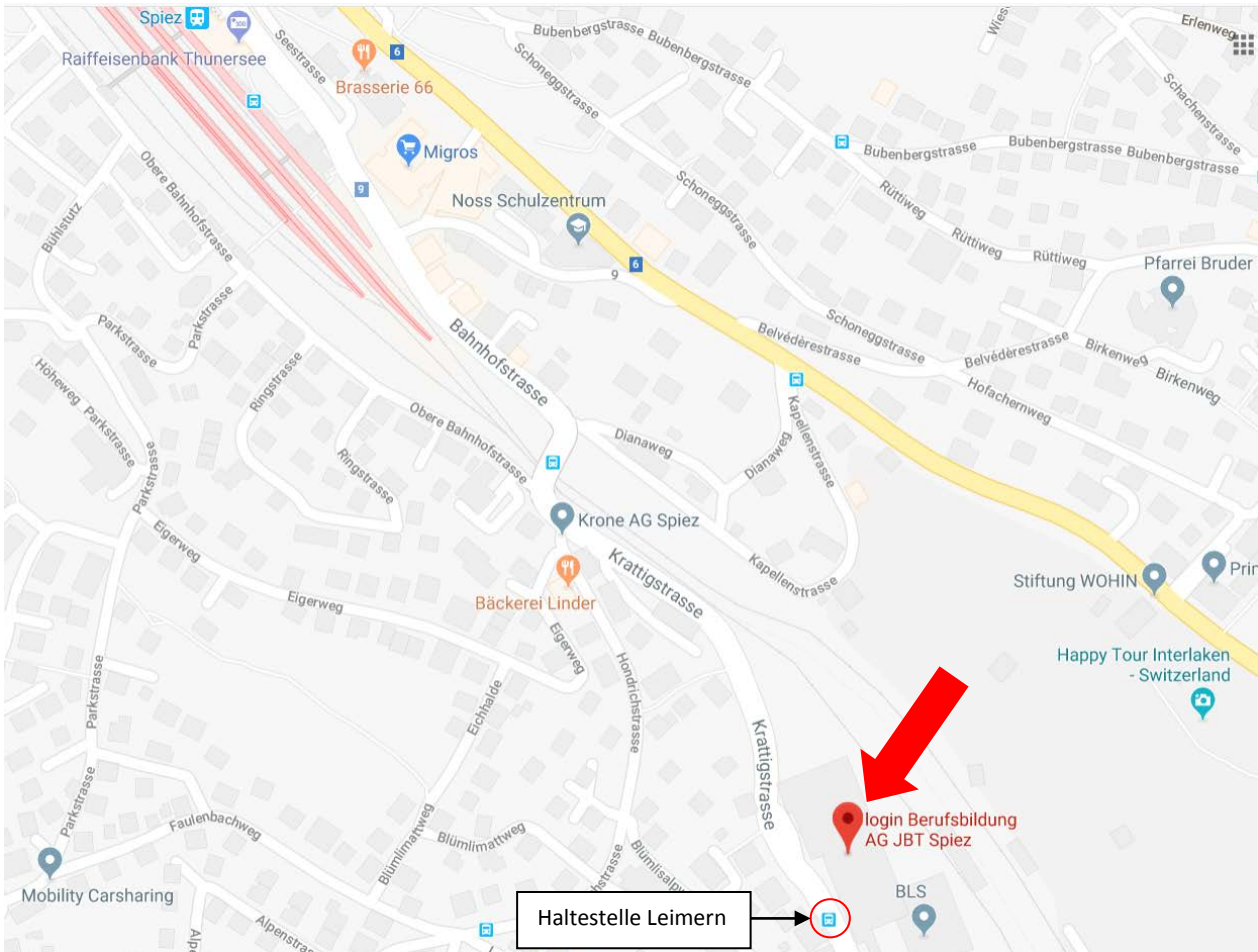 Spiez
Raiffeisenbank Thunersee
Seestrasse
6
Brasserie 66
Bubenbergstrasse
Bubenbergstrasse
Schoneggstrasse
Erlenweg
Schachenstrasse
Bubenbergstrasse
Bubenbergstrasse
Bubenbergstrasse
Migros
9
Noss Schulzentrum
Schoneggstrasse
Rüttiweg
Rüttiweg
Rüttiweg
Pfarrei Bruder
Obere Bahnhofstrasse
Bühlstutz
6
9
Parkstrasse
Parkstrasse
Bahnhofstrasse
Belvédèrestrasse
Schoneggstrasse
Belvédèrestrasse
Birkenweg
Birkenweg
Hofachernweg
Höheweg
Parkstrasse
Ringstrasse
Ringstrasse
Obere Bahnhofstrasse
Dianaweg
Dianaweg
Kapellenstrasse
Parkstrasse
Eigerweg
Krone AG Spiez
Krattigstrasse
Kapellenstrasse
Stiftung WOHIN
Bäckerei Linder
Eigerweg
Eigerweg
Hondrichstrasse
Happy Tour Interlaken
- Switzerland
Parkstrasse
Eichhalde
Krattigstrasse
login Berufsbildung
AG JBT Spiez
Parkstrasse
Faulenbachweg
Blümlimattweg
Blümlimattweg
Mobility Carsharing
BLS
Haltestelle Leimern